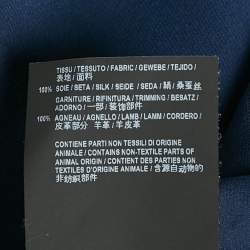 TISSU / TESSUTO / FABRIC / GEWEBE / TEJIDO /
表地 / 面料
100% SOIE / SETA / SILK / SEIDE / SEDA / 絹 / 桑蚕丝
GARNITURE / RIFINITURA / TRIMMING / BESATZ /
ADORNO / 一部 / 装饰部件
100% AGNEAU / AGNELLO / LAMB / LAMM / CORDERO /
皮革部分 羊革 / 羊皮革
CONTIENE PARTI NON TESSILI DI ORIGINE
ANIMALE / CONTAINS NON-TEXTILE PARTS OF
ANIMAL ORIGIN / CONTIENT DES PARTIES NON
TEXTILES D'ORIGINE ANIMALE / 含源自动物的
非纺织部件